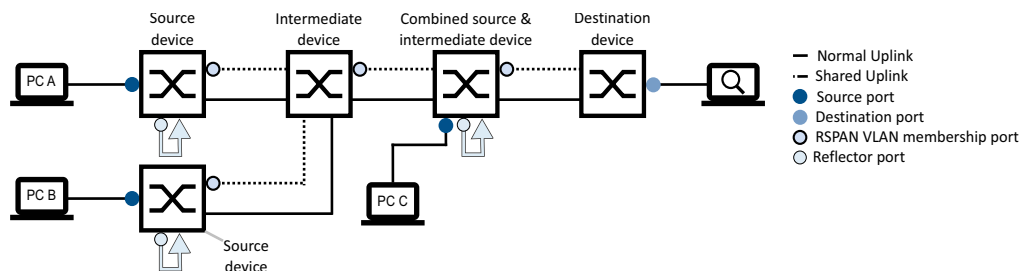 Source
device
Intermediate
device
Combined source &
intermediate device
Destination
device
PC A
Normal Uplink
Shared Uplink
Source port
Destination port
RSPAN VLAN membership port
Reflector port
PC B
PC C
Source
device